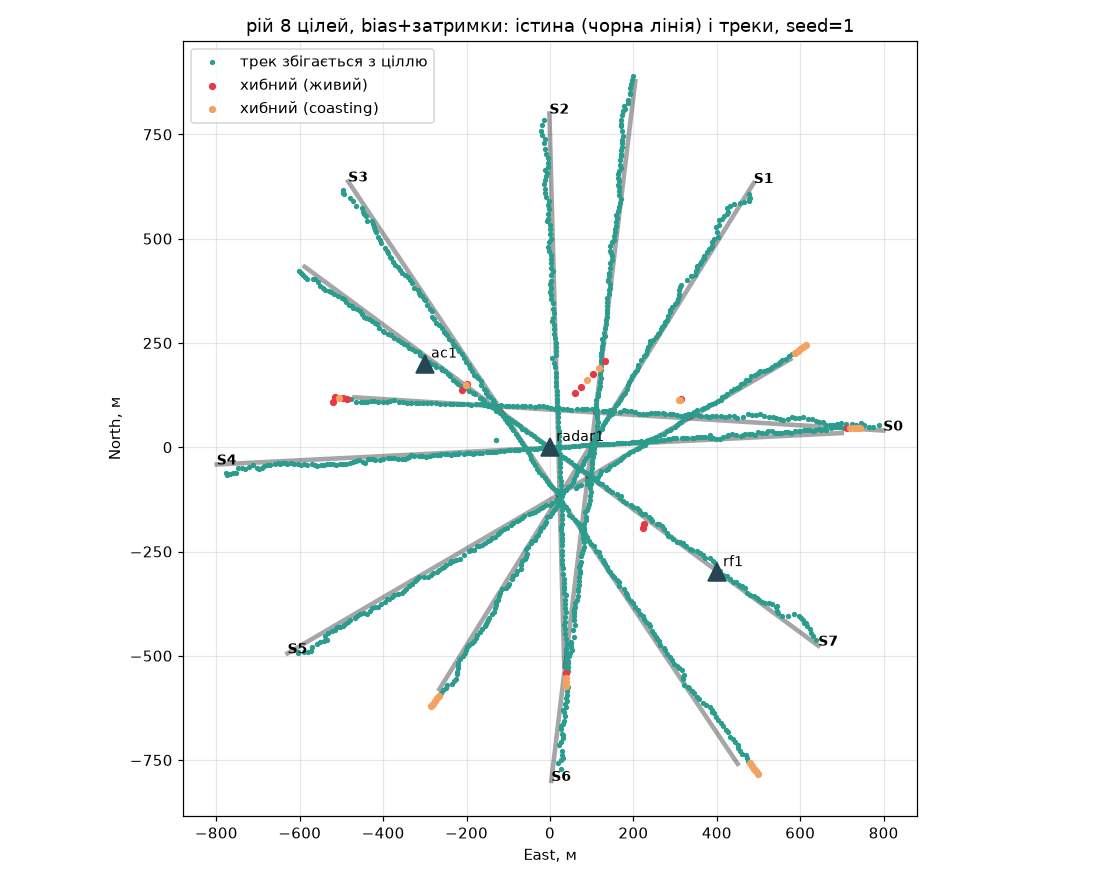 рій 8 цілей, bias+затримки: істина (чорна лінія) і треки, seed=1
трек збігається з ціллю
хибний (живий)
хибний (coasting)
S2
S3
S1
ac1
radar1
S0
S4
rf1
S5
S7
S6
750
500
250
0
−250
−500
−750
North, м
−800
−600
−400
−200
0
200
400
600
800
East, м